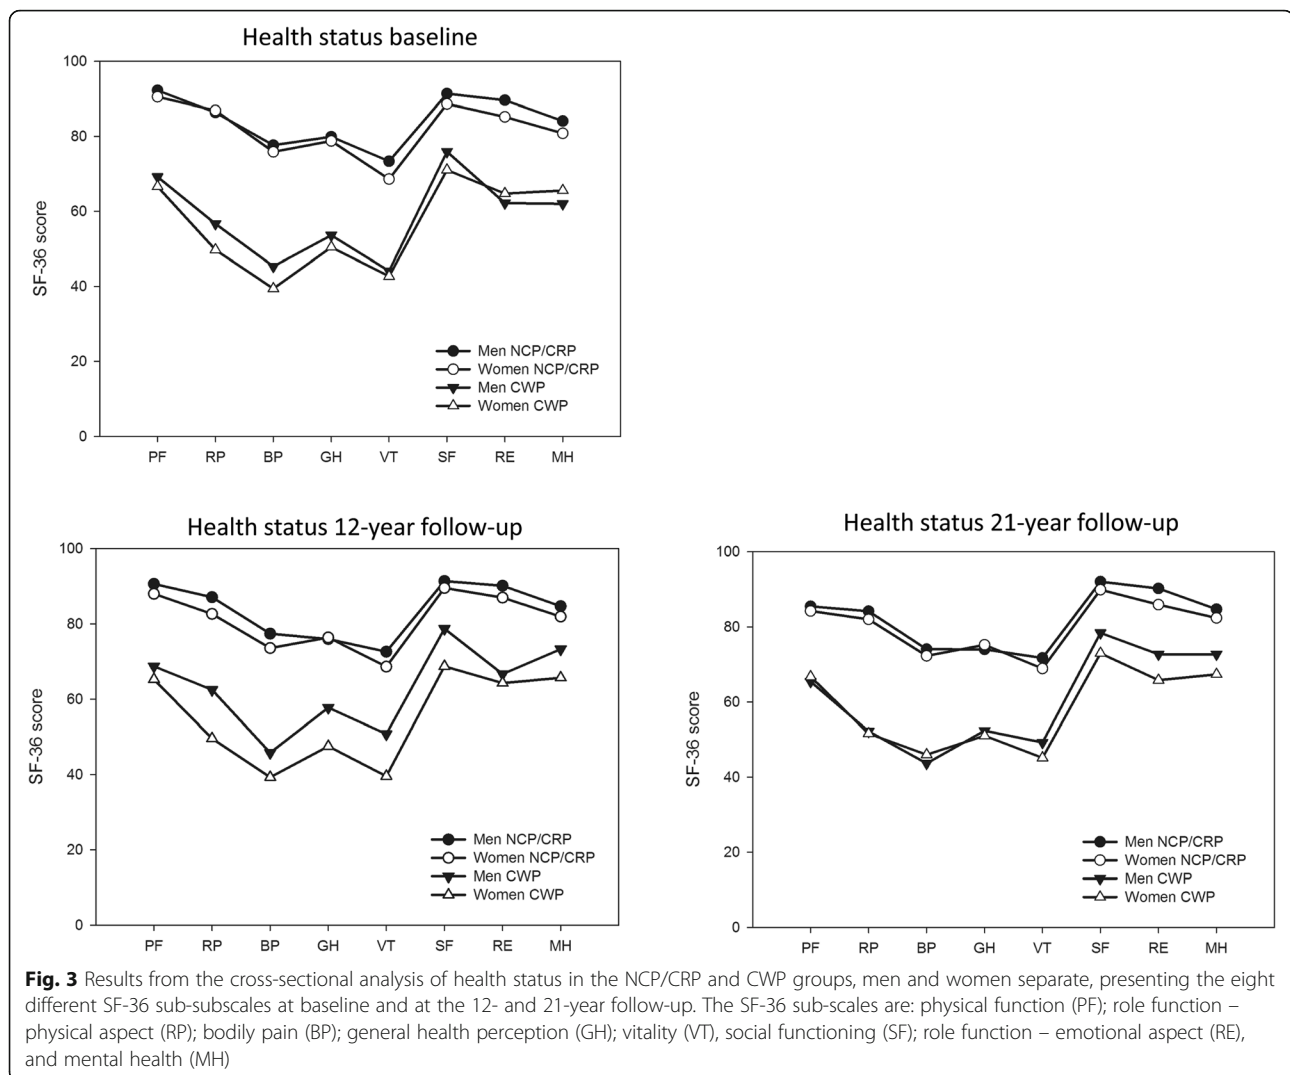 Health status baseline
100
80
60
40
20
0
SF-36 score
Men NCP/CRP
Women NCP/CRP
Men CWP
Women CWP
PF RP BP GH VT SF RE MH
Health status 12-year follow-up
100
80
60
40
20
0
SF-36 score
Men NCP/CRP
Women NCP/CRP
Men CWP
Women CWP
PF RP BP GH VT SF RE MH
Health status 21-year follow-up
100
80
60
40
20
0
SF-36 score
Men NCP/CRP
Women NCP/CRP
Men CWP
Women CWP
PF RP BP GH VT SF RE MH
Fig. 3 Results from the cross-sectional analysis of health status in the NCP/CRP and CWP groups, men and women separate, presenting the eight
different SF-36 sub-subscales at baseline and at the 12- and 21-year follow-up. The SF-36 sub-scales are: physical function (PF); role function –
physical aspect (RP); bodily pain (BP); general health perception (GH); vitality (VT), social functioning (SF); role function – emotional aspect (RE),
and mental health (MH)